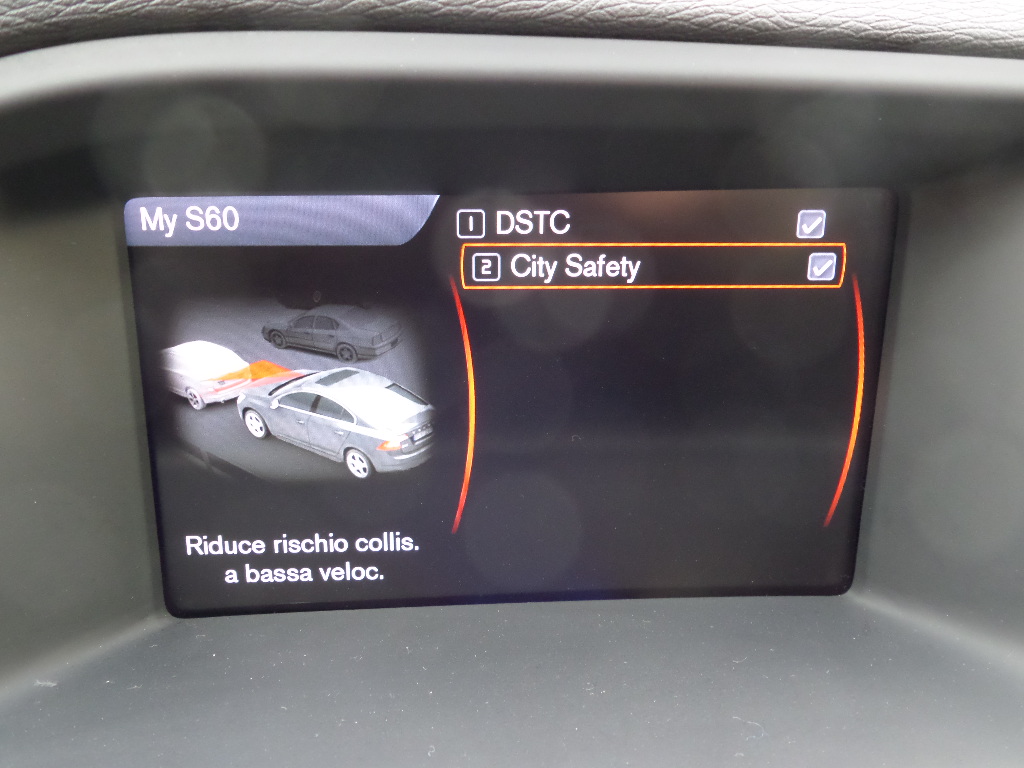 My S60
1 DSTC
2 City Safety
Riduce rischio collis.
a bassa veloc.